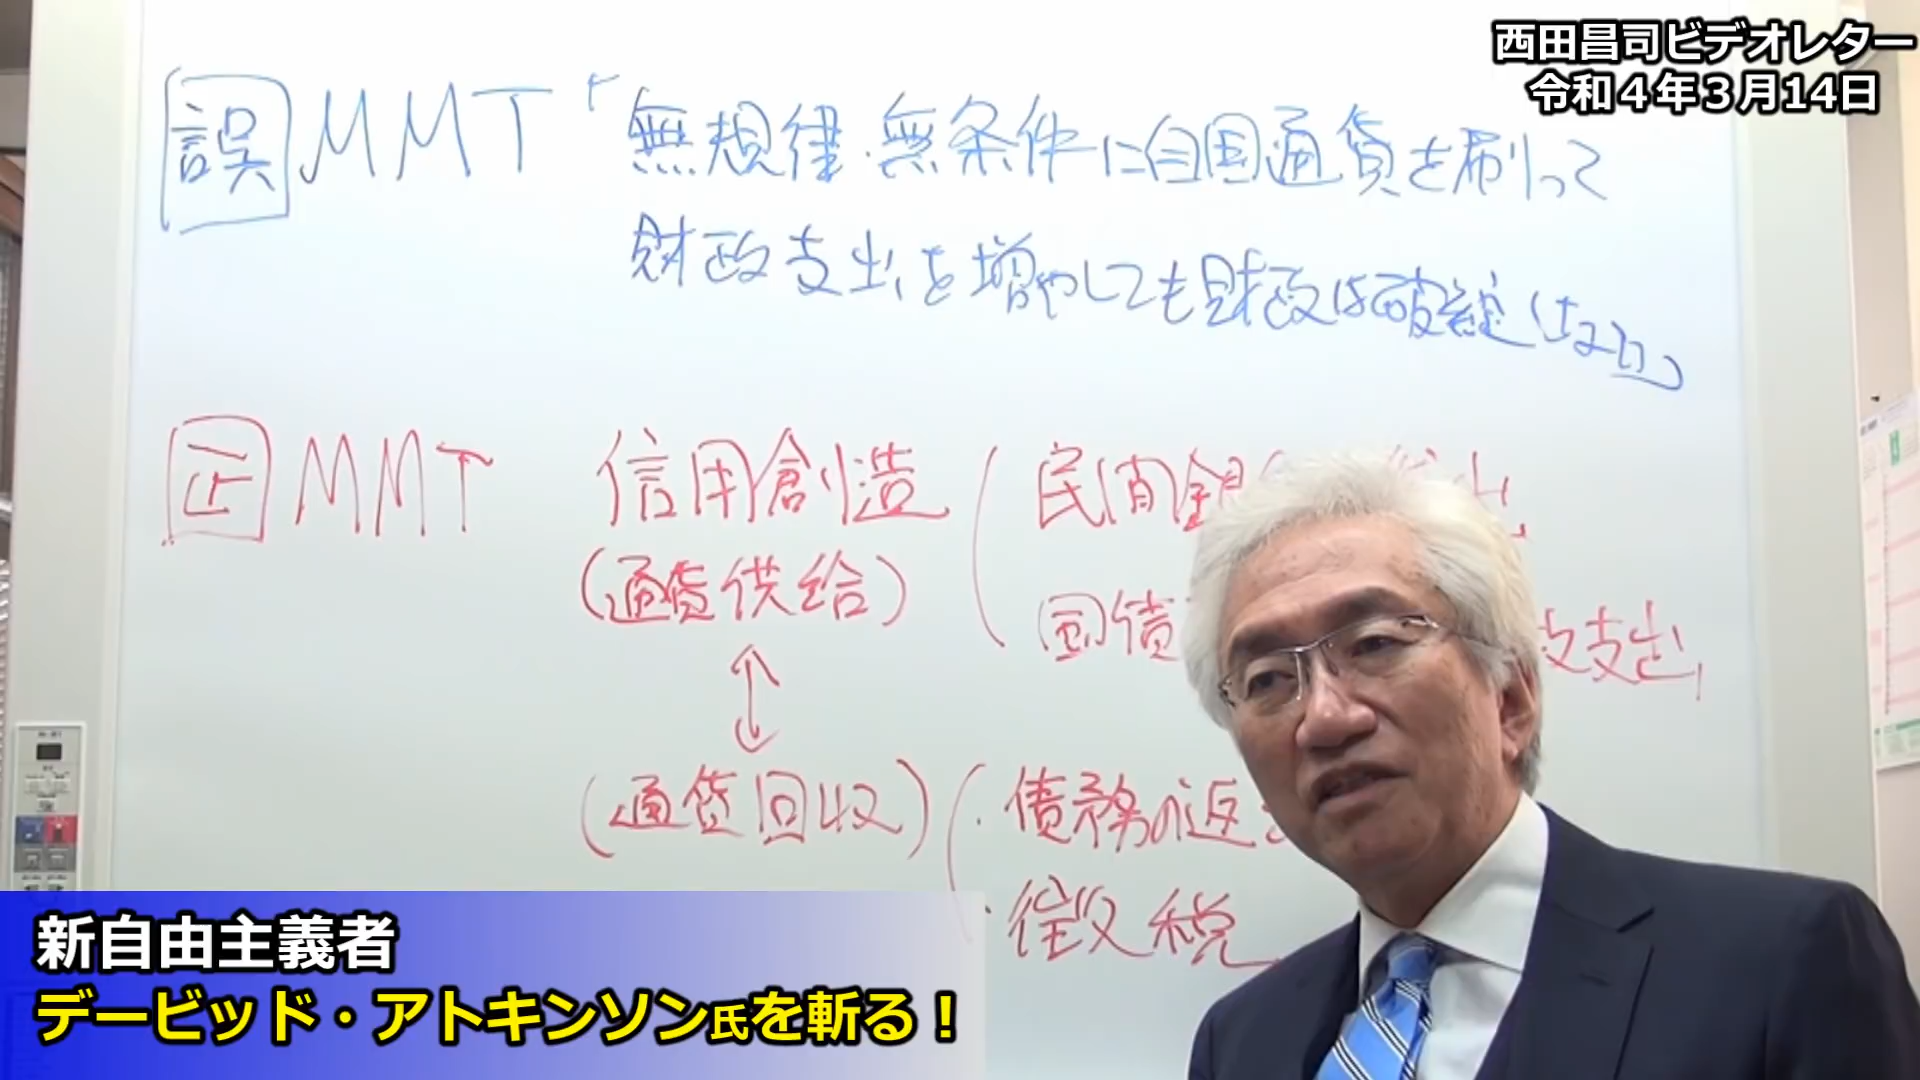 西田昌司ビデオレター
令和４年３月14日
誤 MMT 「無規律・無条件に自国通貨を刷って
財政支出を増やしても財政は破綻しない」
正 MMT 信用創造 民間銀
(通貨供給) 国債 支出
(通貨回収) ・債務の返
・徴税
新自由主義者
デービッド・アトキンソン氏を斬る！